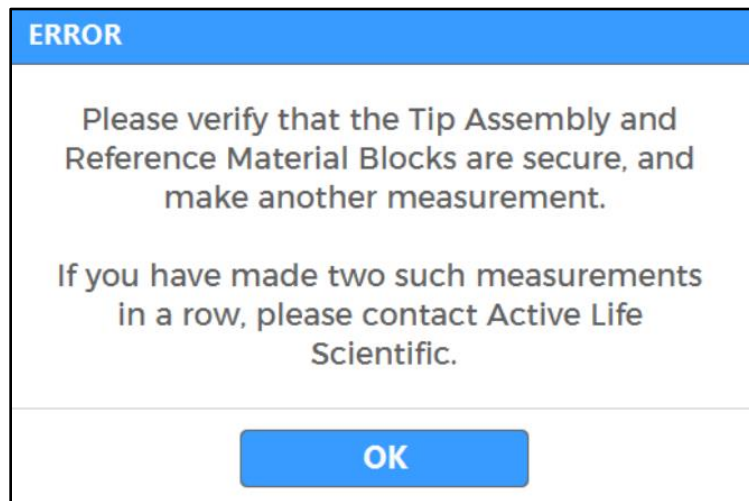 ERROR
Please verify that the Tip Assembly and
Reference Material Blocks are secure, and
make another measurement.
If you have made two such measurements
in a row, please contact Active Life
Scientific.
OK